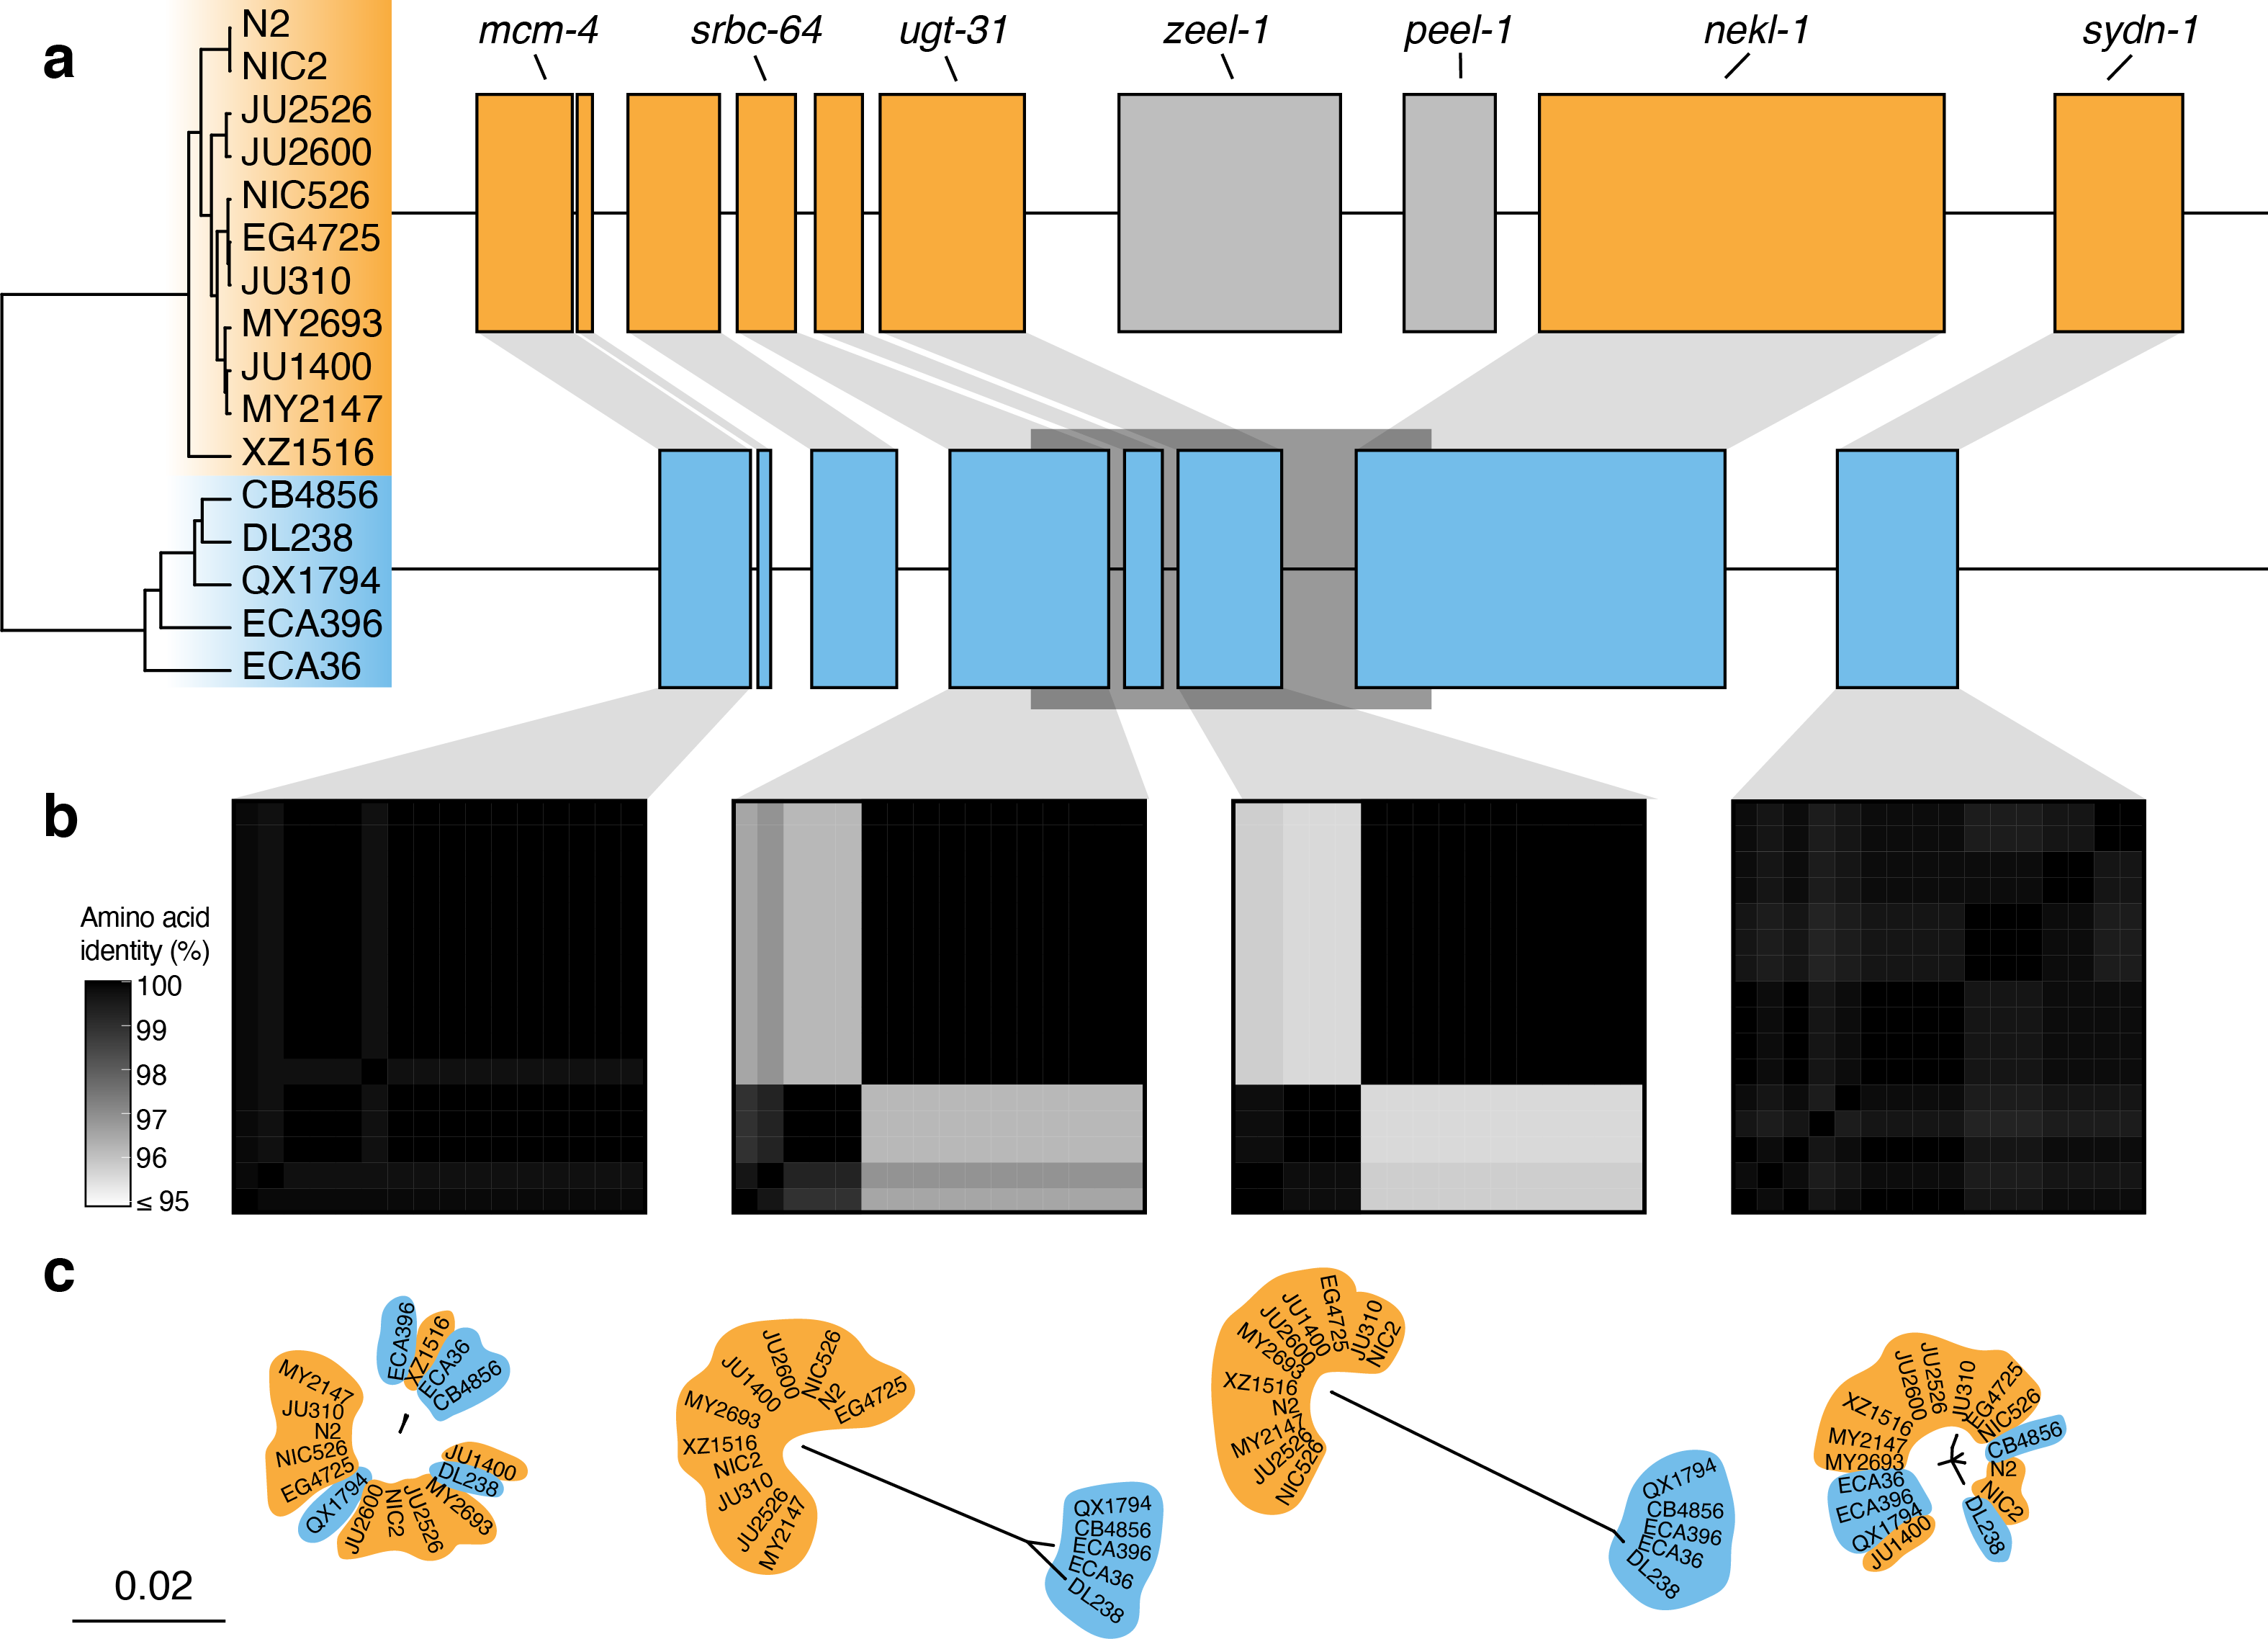 a
mcm-4
srbc-64
ugt-31
zeel-1
peel-1
nekl-1
sydn-1
N2
NIC2
JU2526
JU2600
NIC526
EG4725
JU310
MY2693
JU1400
MY2147
XZ1516
CB4856
DL238
QX1794
ECA396
ECA36
b
Amino acid
identity (%)
100
99
98
97
96
≤ 95
c
ECA396
XZ1516
ECA36
CB4856
MY2147
JU310
N2
NIC526
EG4725
QX1794
JU2600
NIC2
JU2526
MY2693
DL238
JU1400
EG4725
N2
NIC526
JU2600
JU1400
MY2693
XZ1516
NIC2
JU310
JU2526
MY2147
QX1794
CB4856
ECA396
ECA36
DL238
NIC2
JU310
EG4725
JU1400
JU2600
MY2693
XZ1516
N2
MY2147
JU2526
NIC526
QX1794
CB4856
ECA396
ECA36
DL238
JU2600
JU2526
JU310
EG4725
NIC526
CB4856
N2
NIC2
DL238
XZ1516
MY2147
MY2693
ECA36
ECA396
QX1794
JU1400
0.02